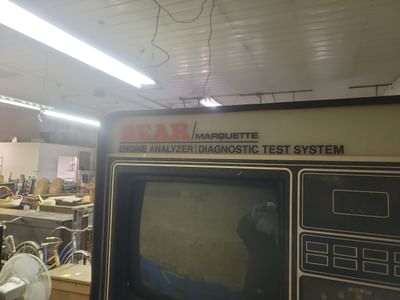 BEAR/MARQUETTE
ENGINE ANALYZER | DIAGNOSTIC TEST SYSTEM